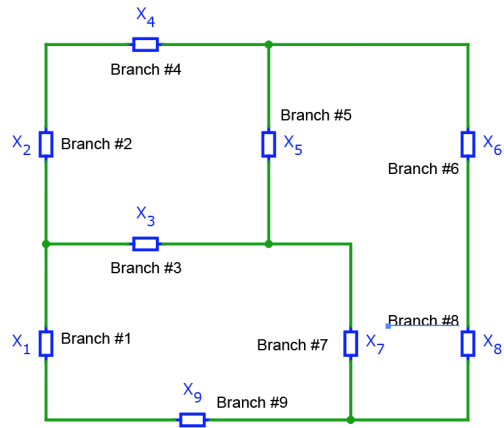 X4
Branch #4
Branch #5
X2
Branch #2
X5
X6
Branch #6
X3
Branch #3
Branch #8
X1
Branch #1
Branch #7
X7
X8
X9
Branch #9